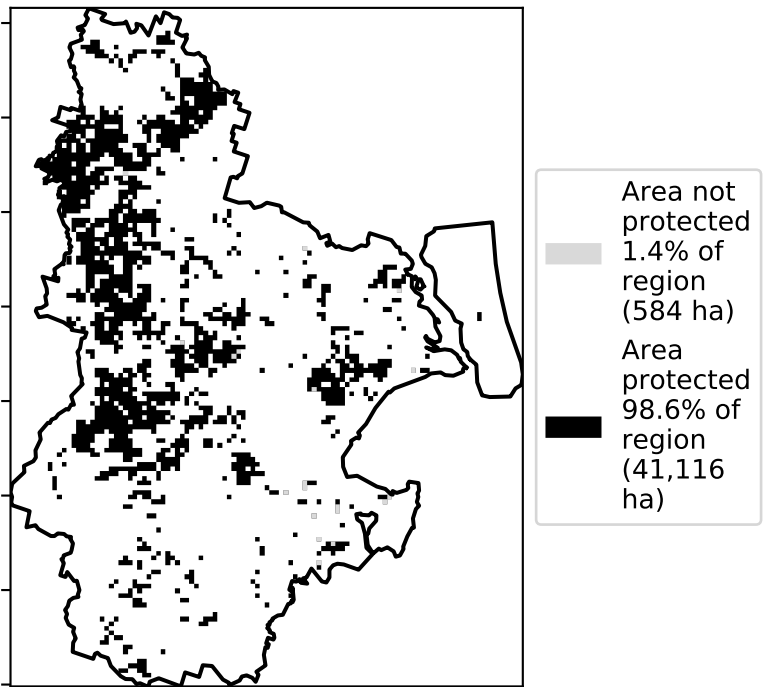 Area not
protected
1.4% of
region
(584 ha)
Area
protected
98.6% of
region
(41,116
ha)